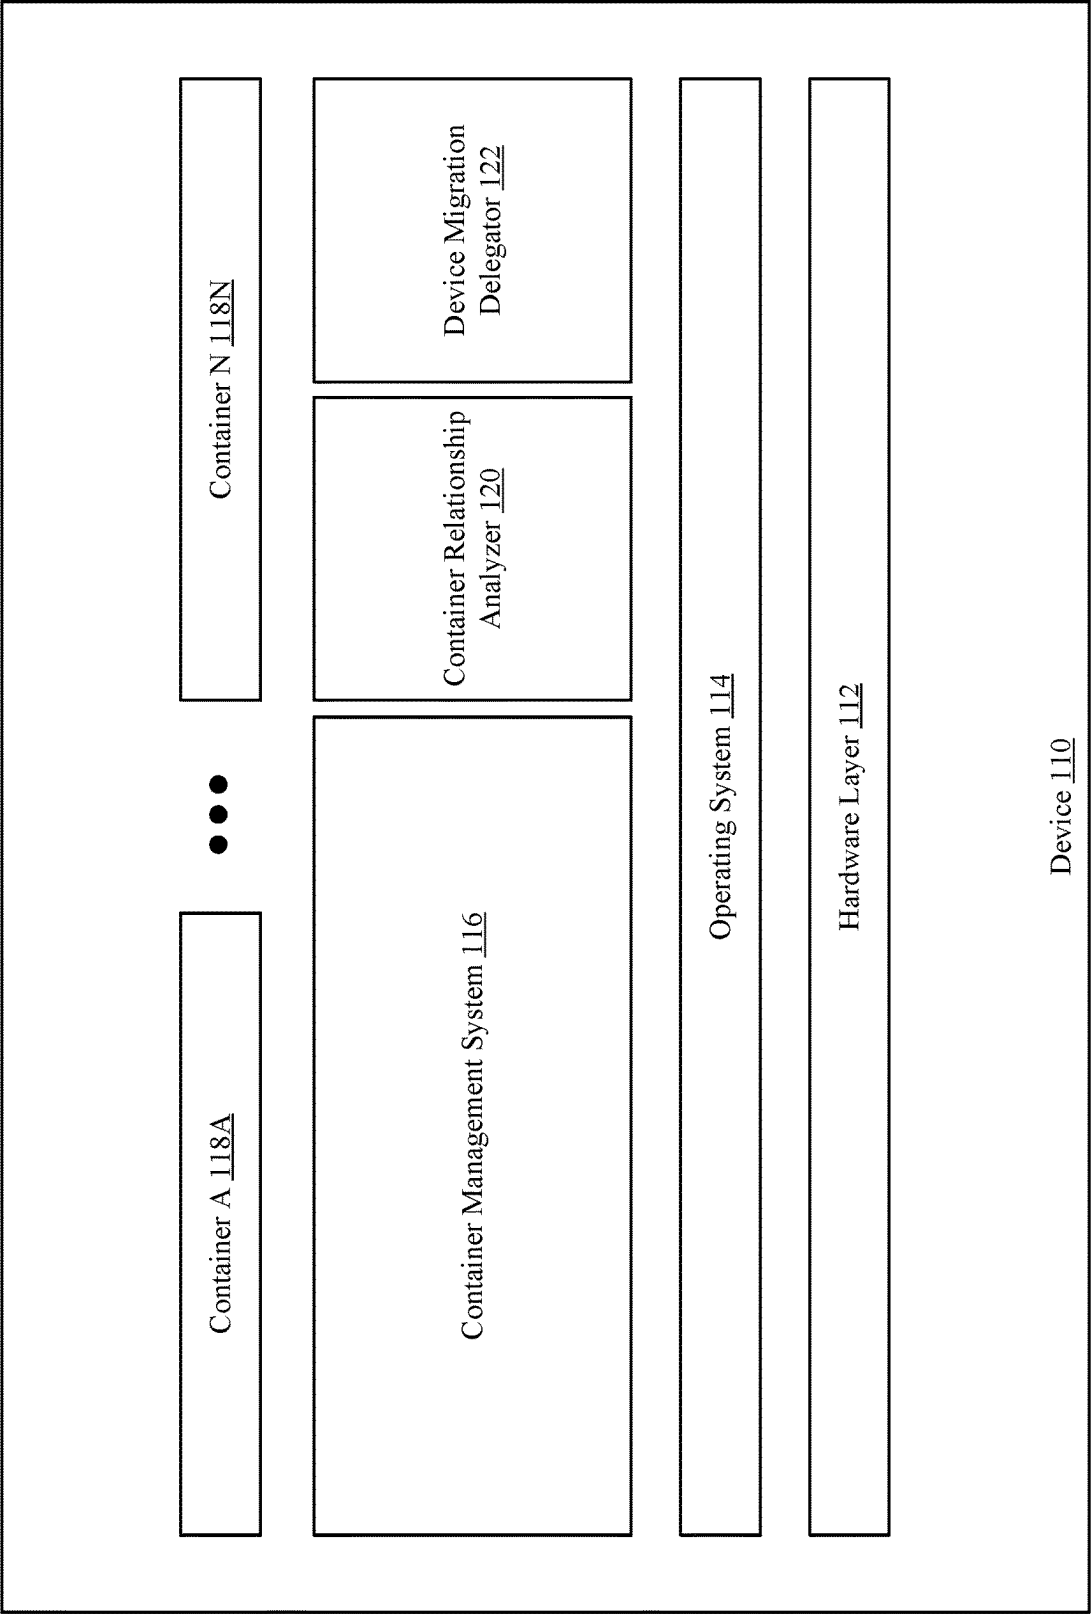 Container A 118A
Container N 118N
Container Management System 116
Container Relationship
Analyzer 120
Device Migration
Delegator 122
Operating System 114
Hardware Layer 112
Device 110